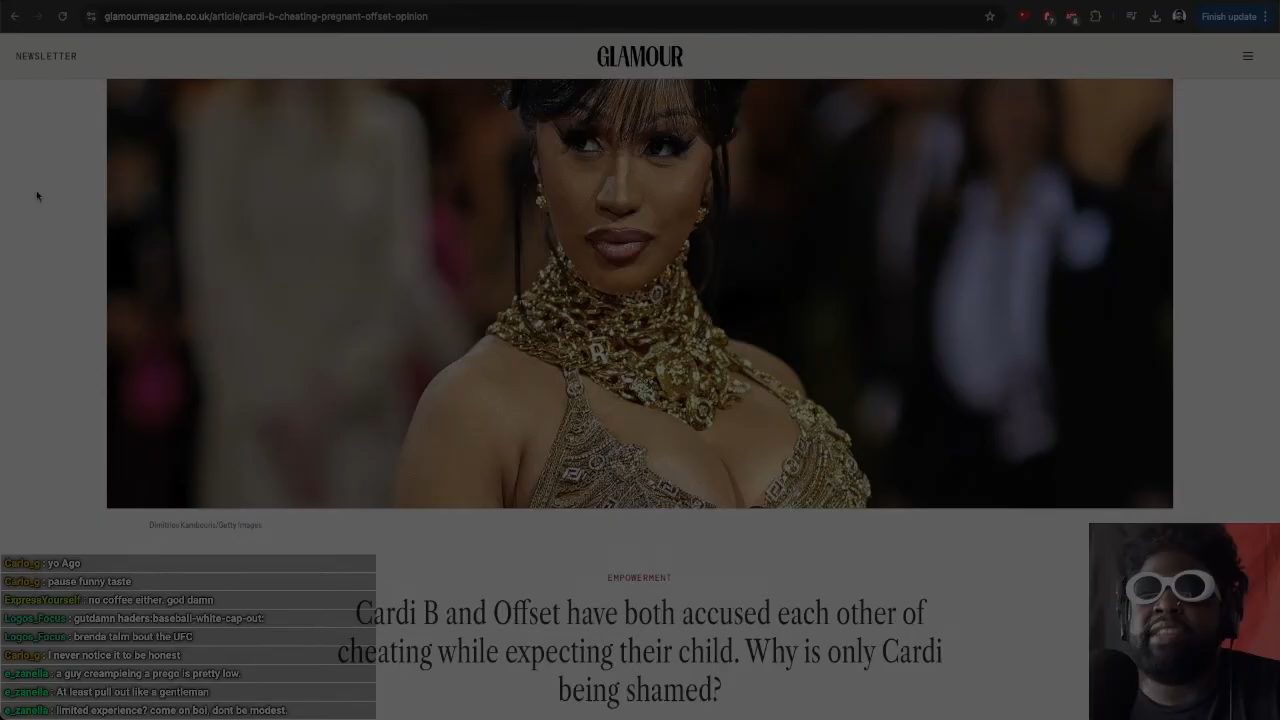 glamourmagazine.co.uk/article/cardi-b-cheating-pregnant-offset-opinion
Finish update
NEWSLETTER
GLAMOUR
Dimitrios Kambouris/Getty Images
EMPOWERMENT
Cardi B and Offset have both accused each other of
cheating while expecting their child. Why is only Cardi
being shamed?
Carlo_g : yo Ago
Carlo_g : pause funny taste
ExpressYourself : no coffee either, god damn
Logos_Focus : gutdamn haders:baseball-white-cap-out:
Logos_Focus : brenda talm bout the UFC
Carlo_g : I never notice it to be honest
e_zanella : a guy creampieing a prego is pretty low.
e_zanella : At least pull out like a gentleman
e_zanella : limited experience? come on boi, dont be modest.